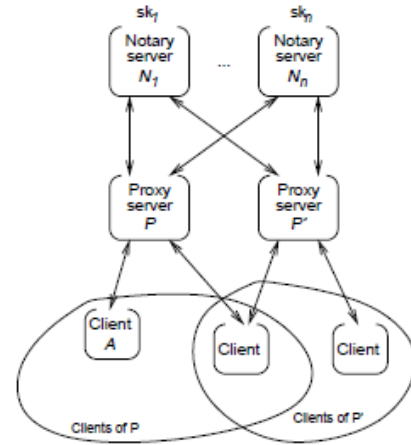 sk1 skn
Notary Notary
server ... server
N1 Nn
Proxy Proxy
server server
P P'
Client
A
Client Client
Clients of P Clients of P'